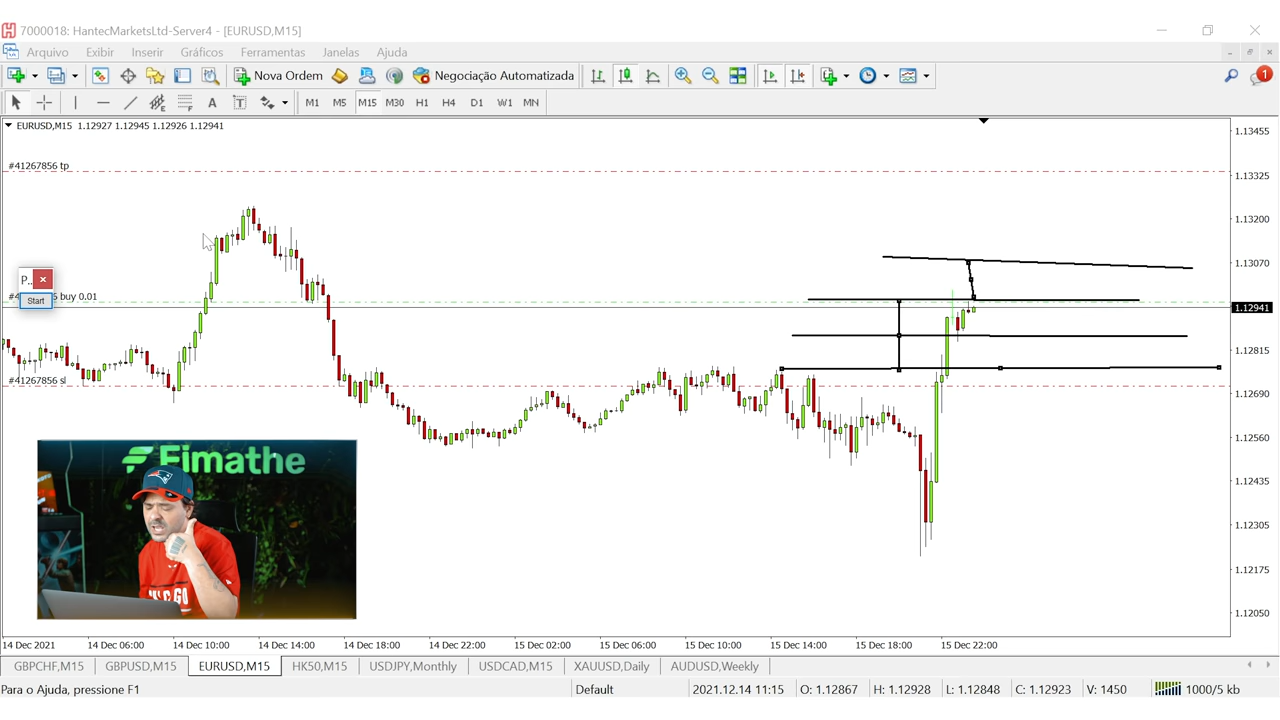 7000018: HantecMarketsLtd-Server4 - [EURUSD,M15]
Arquivo Exibir Inserir Gráficos Ferramentas Janelas Ajuda
Nova Ordem Negociação Automatizada 1
A T M1 M5 M15 M30 H1 H4 D1 W1 MN
EURUSD,M15 1.12927 1.12945 1.12926 1.12941
1.13455
#41267856 tp
1.13325
1.13200
1.13070
P..
buy 0.01
Start
1.12941
1.12815
#41267856 sl
1.12690
1.12560
Fimathe
1.12435
1.12305
1.12175
1.12050
14 Dec 2021 14 Dec 06:00 14 Dec 10:00 14 Dec 14:00 14 Dec 18:00 14 Dec 22:00 15 Dec 02:00 15 Dec 06:00 15 Dec 10:00 15 Dec 14:00 15 Dec 18:00 15 Dec 22:00
GBPCHF,M15 GBPUSD,M15 EURUSD,M15 HK50,M15 USDJPY,Monthly USDCAD,M15 XAUUSD,Daily AUDUSD,Weekly
Para o Ajuda, pressione F1 Default 2021.12.14 11:15 O: 1.12867 H: 1.12928 L: 1.12848 C: 1.12923 V: 1450 1000/5 kb